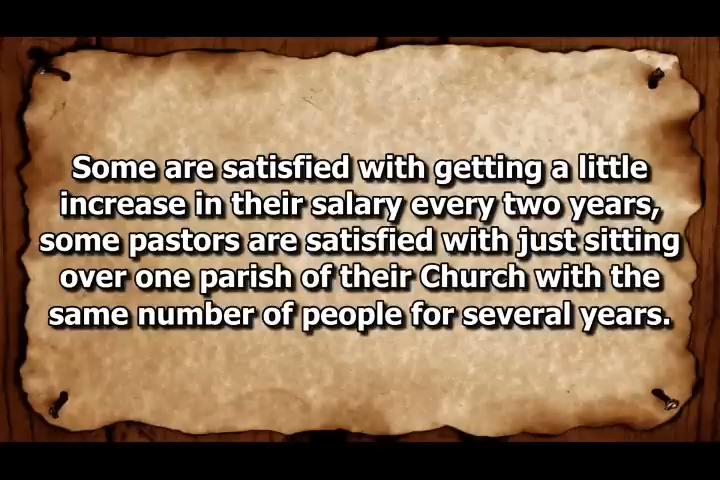 Some are satisfied with getting a little
increase in their salary every two years,
some pastors are satisfied with just sitting
over one parish of their Church with the
same number of people for several years.